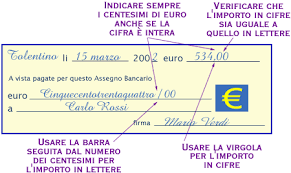 INDICARE SEMPRE
I CENTESIMI DI EURO
ANCHE SE LA
CIFRA È INTERA
VERIFICARE CHE
L'IMPORTO IN CIFRE
SIA UGUALE A
QUELLO IN LETTERE
Tolentino li 15 marzo 2002 euro 534,00
A vista pagate per questo Assegno Bancario
Cinquecentotrentaquattro / 00
euro
a Carlo Rossi
€
firma Mario Verdi
USARE LA BARRA
SEGUITA DAL NUMERO
DEI CENTESIMI PER
L'IMPORTO IN LETTERE
USARE LA VIRGOLA
PER L'IMPORTO
IN CIFRE